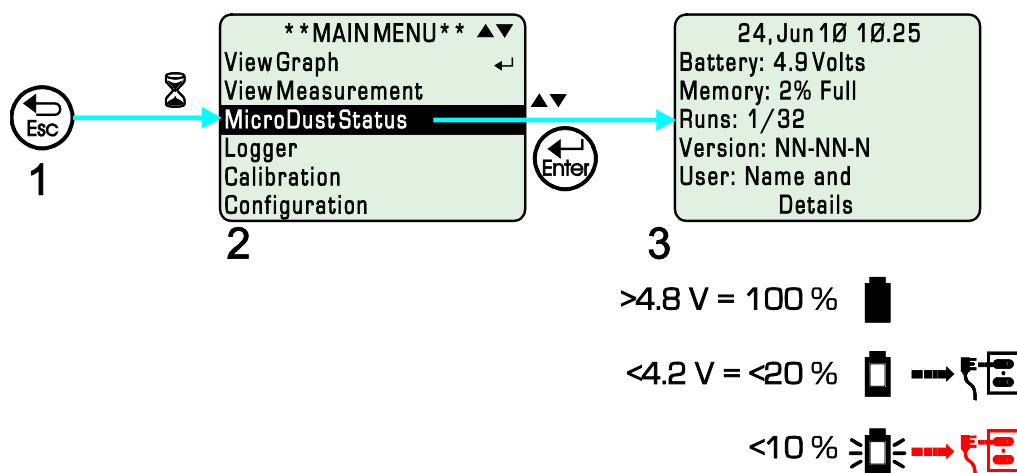 Esc
1
**MAIN MENU** ▲▼
View Graph ↵
View Measurement
MicroDust Status
Logger
Calibration
Configuration
2
▲▼
Enter
24, Jun 10 10.25
Battery: 4.9 Volts
Memory: 2% Full
Runs: 1/32
Version: NN-NN-N
User: Name and
Details
3
>4.8 V = 100 %
<4.2 V = <20 %
<10 %